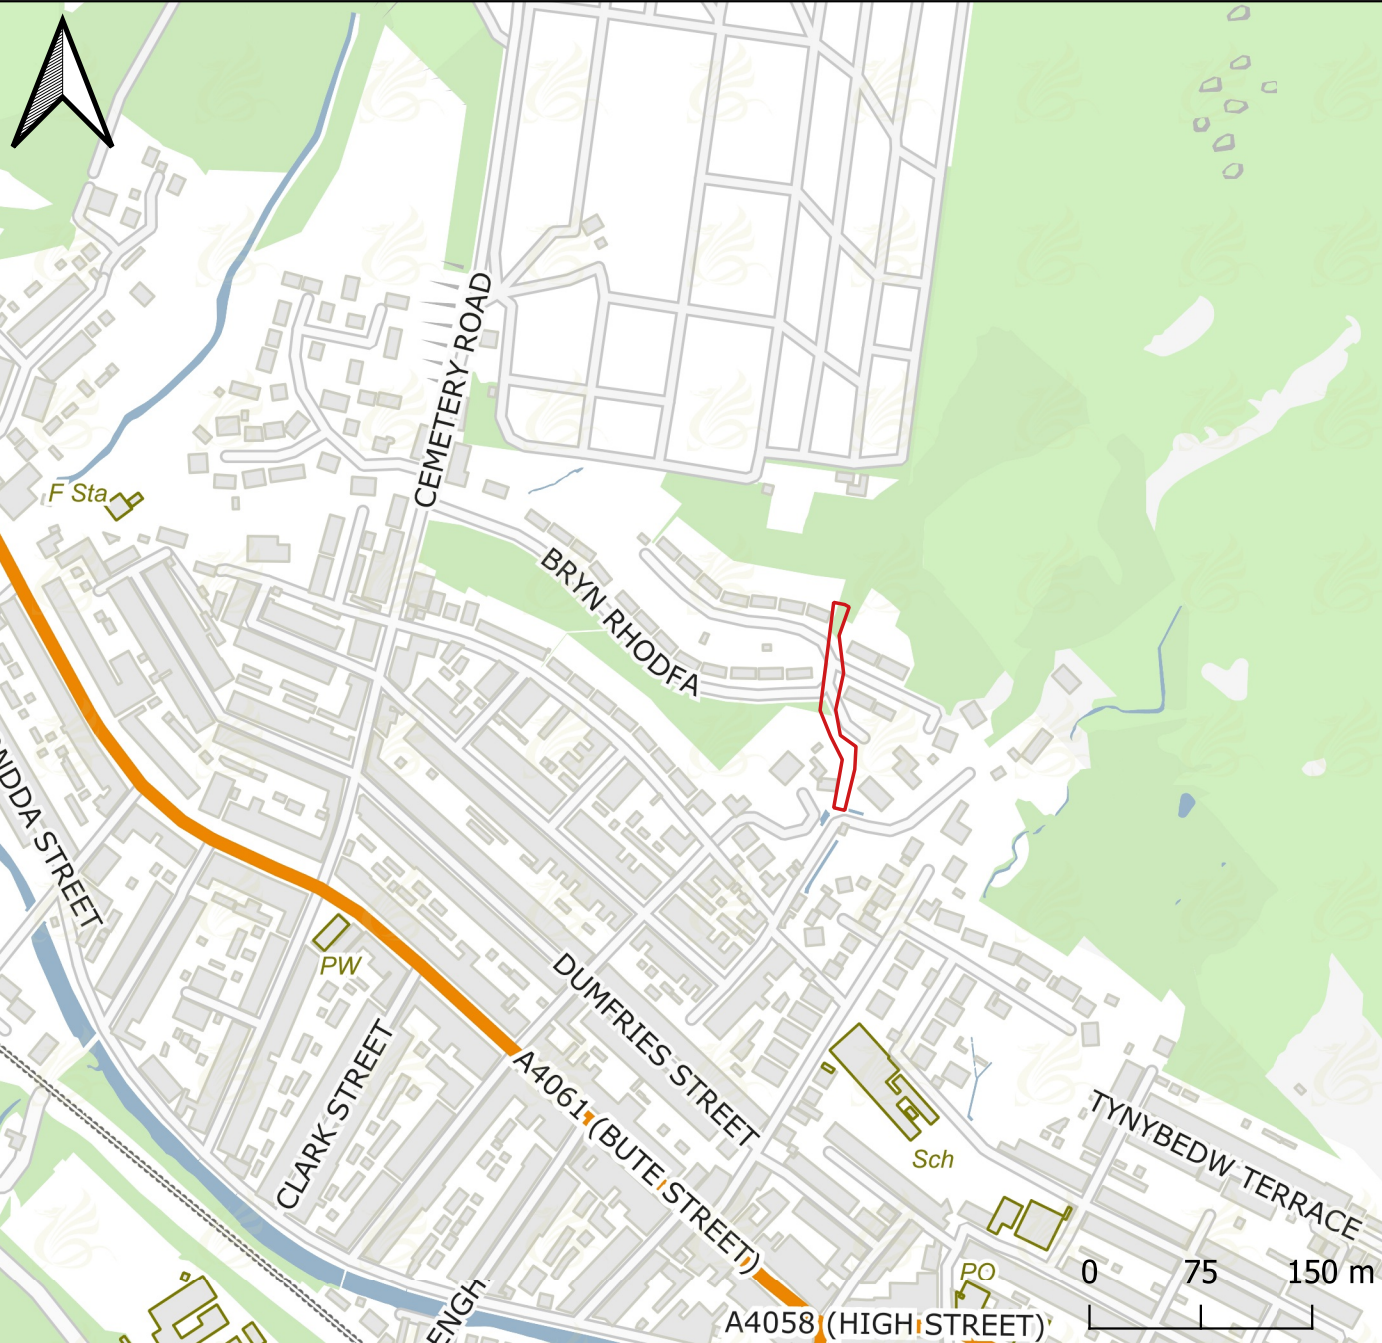 CEMETERY ROAD
F Sta
BRYN RHODFA
NDDA STREET
PW
DUMFRIES STREET
CLARK STREET
A4061 (BUTE STREET)
Sch
TYNYBEDW TERRACE
PO
0 75 150 m
ENGH
A4058 (HIGH STREET)